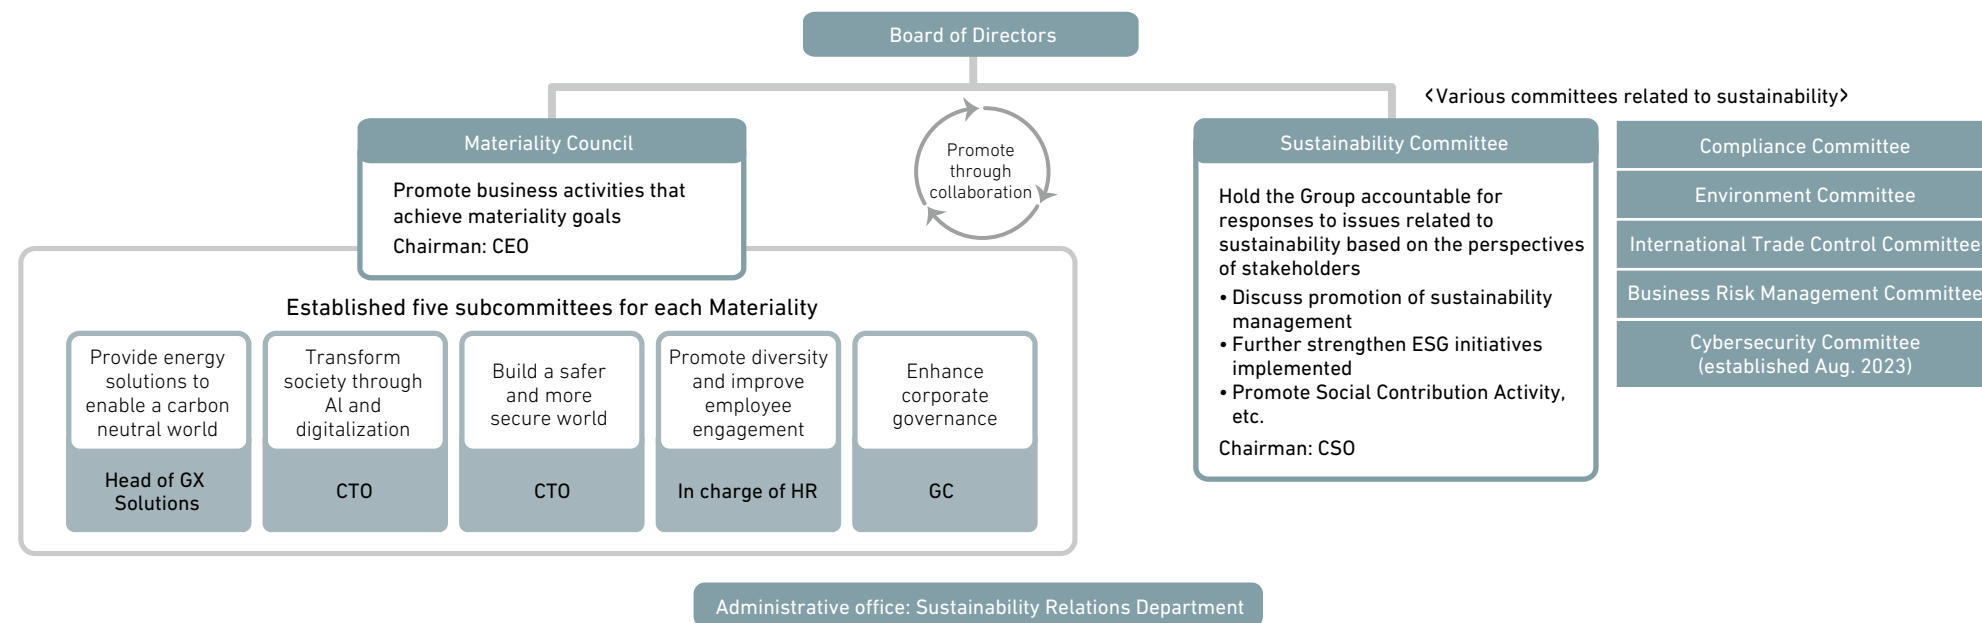 Board of Directors
Materiality Council
Promote business activities that
achieve materiality goals
Chairman: CEO
Promote
through
collaboration
Established five subcommittees for each Materiality
Provide energy
solutions to
enable a carbon
neutral world
Head of GX
Solutions
Transform
society through
AI and
digitalization
CTO
Build a safer
and more
secure world
CTO
Promote diversity
and improve
employee
engagement
In charge of HR
Enhance
corporate
governance
GC
Sustainability Committee
Hold the Group accountable for
responses to issues related to
sustainability based on the perspectives
of stakeholders
• Discuss promotion of sustainability
management
• Further strengthen ESG initiatives
implemented
• Promote Social Contribution Activity,
etc.
Chairman: CSO
<Various committees related to sustainability>
Compliance Committee
Environment Committee
International Trade Control Committee
Business Risk Management Committee
Cybersecurity Committee
(established Aug. 2023)
Administrative office: Sustainability Relations Department